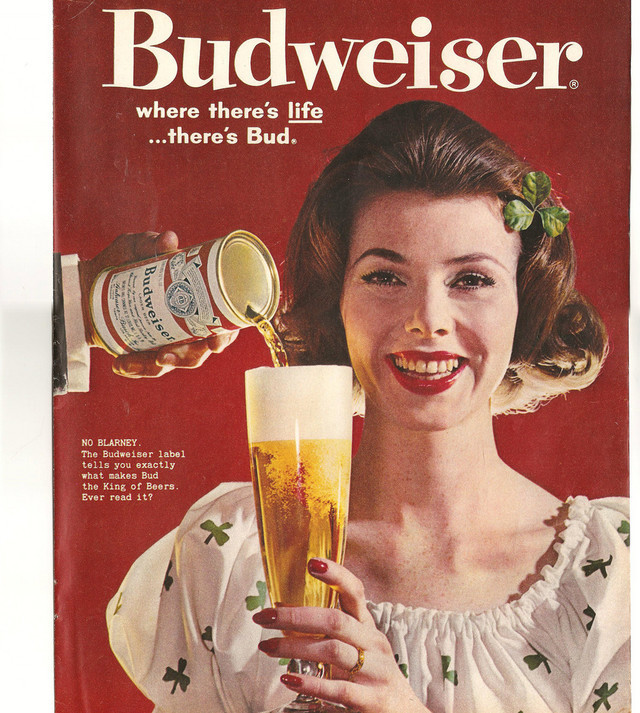 Budweiser®
where there's life
...there's Bud®
Budweiser
NO BLARNEY.
The Budweiser label
tells you exactly
what makes Bud
the King of Beers.
Ever read it?